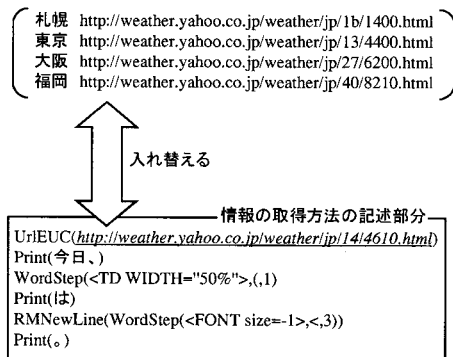 札幌 http://weather.yahoo.co.jp/weather/jp/1b/1400.html
東京 http://weather.yahoo.co.jp/weather/jp/13/4400.html
大阪 http://weather.yahoo.co.jp/weather/jp/27/6200.html
福岡 http://weather.yahoo.co.jp/weather/jp/40/8210.html
入れ替える
情報の取得方法の記述部分
UrlEUC(http://weather.yahoo.co.jp/weather/jp/14/4610.html)
Print(今日、)
WordStep(<TD WIDTH="50%">,(,1)
Print(は)
RMNewLine(WordStep(<FONT size=-1>,<,3))
Print(。)